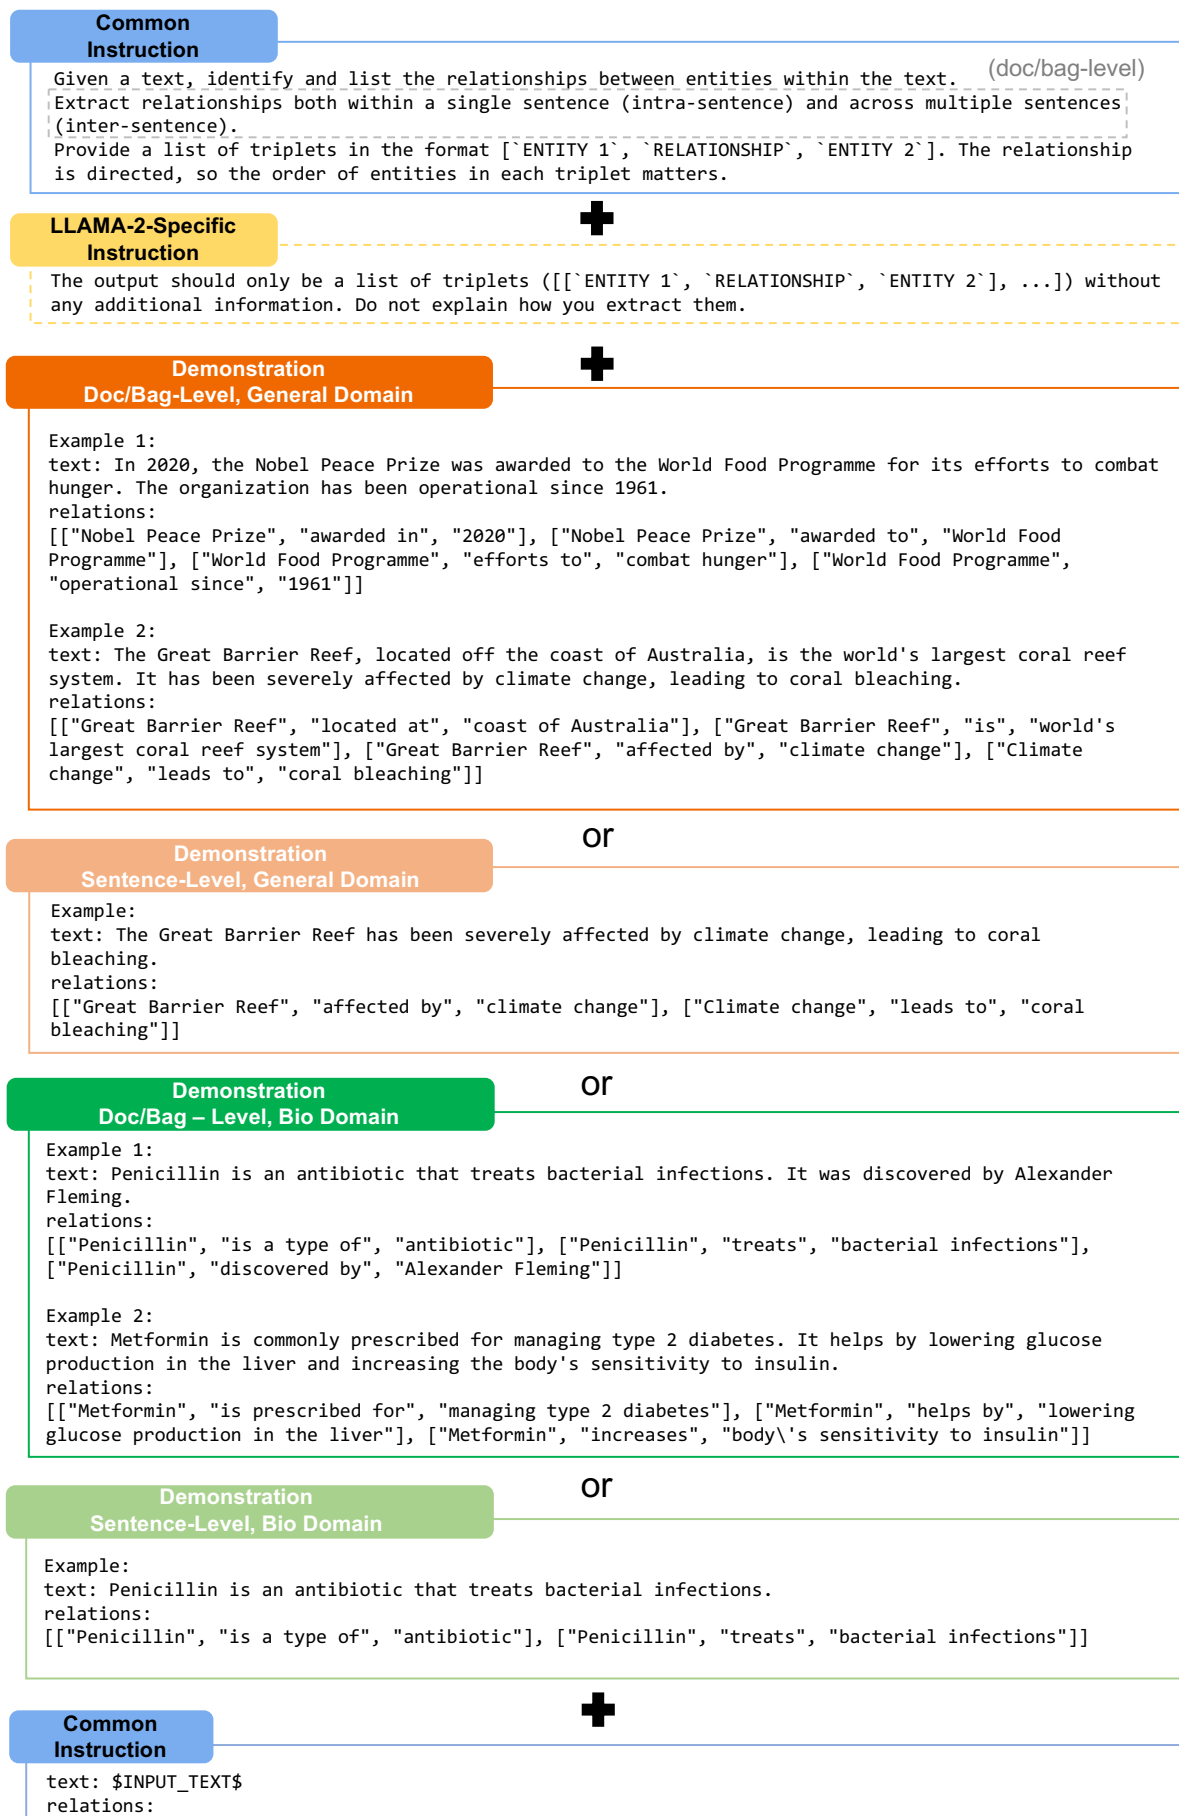 Common
Instruction
Given a text, identify and list the relationships between entities within the text.
(doc/bag-level)
Extract relationships both within a single sentence (intra-sentence) and across multiple sentences
(inter-sentence).
Provide a list of triplets in the format [`ENTITY 1`, `RELATIONSHIP`, `ENTITY 2`]. The relationship
is directed, so the order of entities in each triplet matters.
LLAMA-2-Specific
Instruction
The output should only be a list of triplets ([[`ENTITY 1`, `RELATIONSHIP`, `ENTITY 2`], ...]) without
any additional information. Do not explain how you extract them.
Demonstration
Doc/Bag-Level, General Domain
Example 1:
text: In 2020, the Nobel Peace Prize was awarded to the World Food Programme for its efforts to combat
hunger. The organization has been operational since 1961.
relations:
[["Nobel Peace Prize", "awarded in", "2020"], ["Nobel Peace Prize", "awarded to", "World Food
Programme"], ["World Food Programme", "efforts to", "combat hunger"], ["World Food Programme",
"operational since", "1961"]]
Example 2:
text: The Great Barrier Reef, located off the coast of Australia, is the world's largest coral reef
system. It has been severely affected by climate change, leading to coral bleaching.
relations:
[["Great Barrier Reef", "located at", "coast of Australia"], ["Great Barrier Reef", "is", "world's
largest coral reef system"], ["Great Barrier Reef", "affected by", "climate change"], ["Climate
change", "leads to", "coral bleaching"]]
or
Demonstration
Sentence-Level, General Domain
Example:
text: The Great Barrier Reef has been severely affected by climate change, leading to coral
bleaching.
relations:
[["Great Barrier Reef", "affected by", "climate change"], ["Climate change", "leads to", "coral
bleaching"]]
or
Demonstration
Doc/Bag – Level, Bio Domain
Example 1:
text: Penicillin is an antibiotic that treats bacterial infections. It was discovered by Alexander
Fleming.
relations:
[["Penicillin", "is a type of", "antibiotic"], ["Penicillin", "treats", "bacterial infections"],
["Penicillin", "discovered by", "Alexander Fleming"]]
Example 2:
text: Metformin is commonly prescribed for managing type 2 diabetes. It helps by lowering glucose
production in the liver and increasing the body's sensitivity to insulin.
relations:
[["Metformin", "is prescribed for", "managing type 2 diabetes"], ["Metformin", "helps by", "lowering
glucose production in the liver"], ["Metformin", "increases", "body\'s sensitivity to insulin"]]
or
Demonstration
Sentence-Level, Bio Domain
Example:
text: Penicillin is an antibiotic that treats bacterial infections.
relations:
[["Penicillin", "is a type of", "antibiotic"], ["Penicillin", "treats", "bacterial infections"]]
Common
Instruction
text: $INPUT_TEXT$
relations: